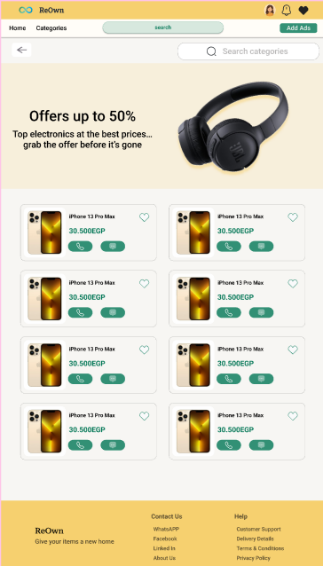 ReOwn
Home Categories search Add Ads
Search categories
Offers up to 50%
Top electronics at the best prices...
grab the offer before it's gone
JBL
iPhone 13 Pro Max iPhone 13 Pro Max
30.500EGP 30.500EGP
iPhone 13 Pro Max iPhone 13 Pro Max
30.500EGP 30.500EGP
iPhone 13 Pro Max iPhone 13 Pro Max
30.500EGP 30.500EGP
iPhone 13 Pro Max iPhone 13 Pro Max
30.500EGP 30.500EGP
Contact Us Help
ReOwn
Give your items a new home
WhatsAPP Customer Support
Facebook Delivery Details
Linked In Terms & Conditions
About Us Privacy Policy